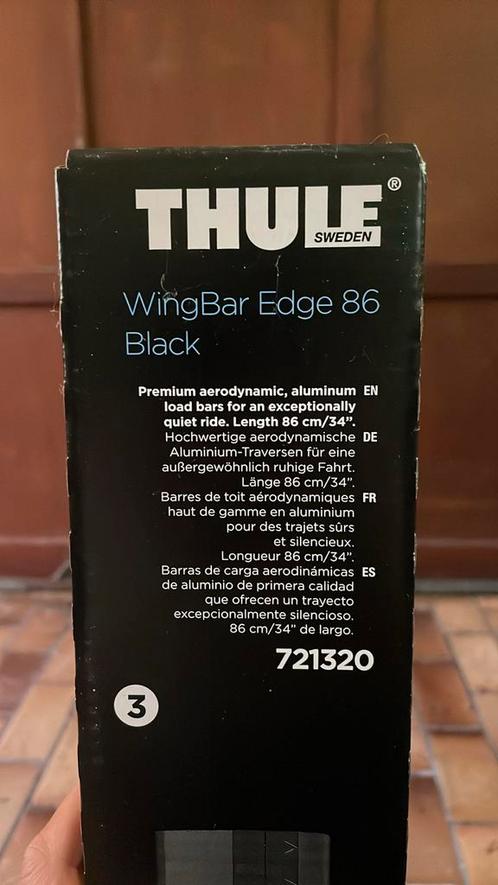 THULE®
SWEDEN
WingBar Edge 86
Black
Premium aerodynamic, aluminum EN
load bars for an exceptionally
quiet ride. Length 86 cm/34”.
Hochwertige aerodynamische DE
Aluminium-Traversen für eine
außergewöhnlich ruhige Fahrt.
Länge 86 cm/34”.
Barres de toit aérodynamiques FR
haut de gamme en aluminium
pour des trajets sûrs
et silencieux.
Longueur 86 cm/34”.
Barras de carga aerodinámicas ES
de aluminio de primera calidad
que ofrecen un trayecto
excepcionalmente silencioso.
86 cm/34” de largo.
721320
3